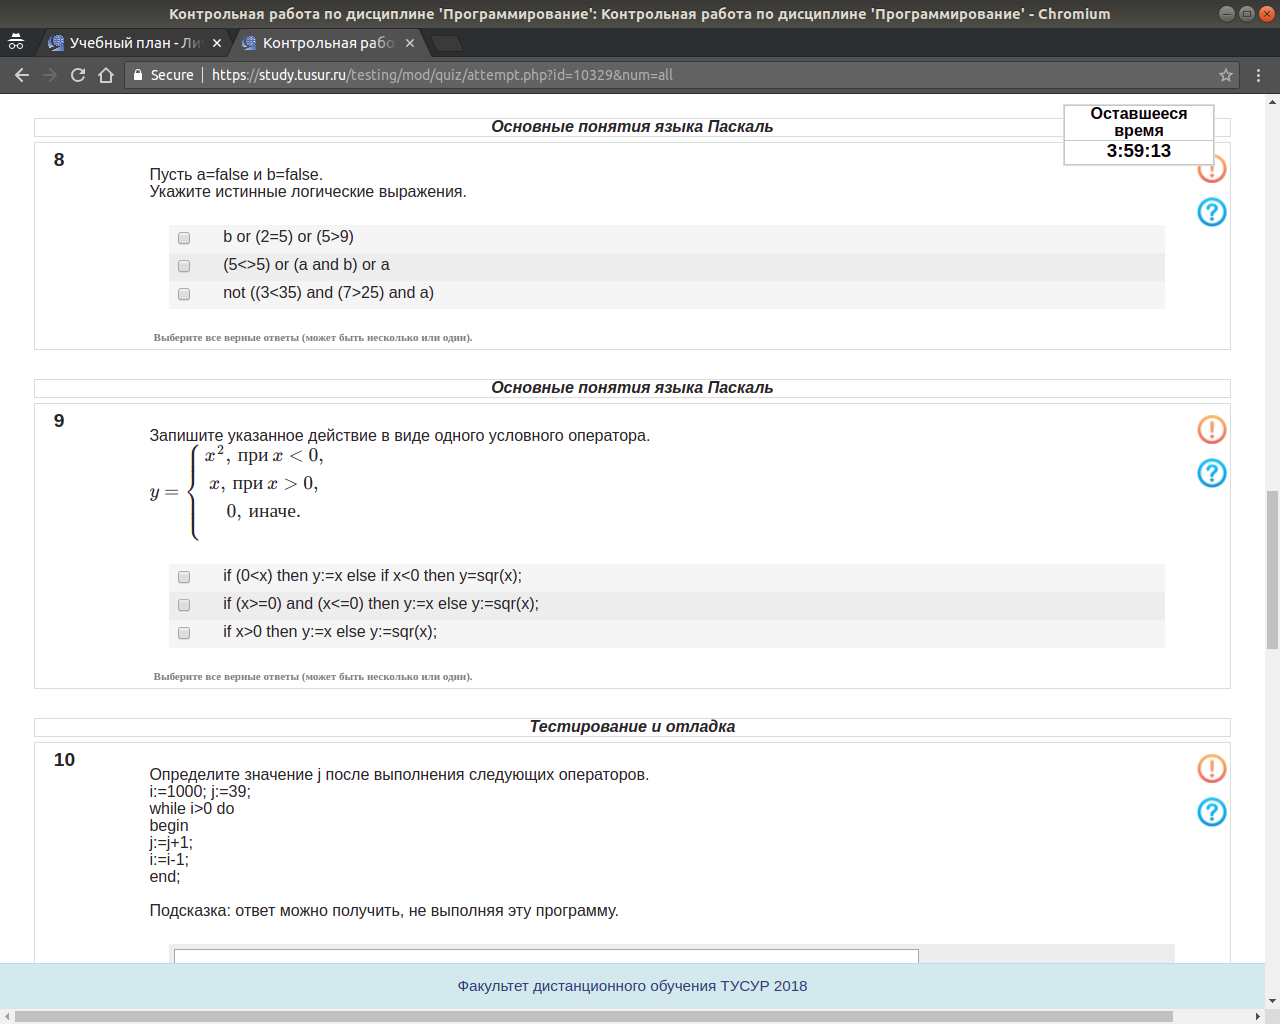 Контрольная работа по дисциплине 'Программирование': Контрольная работа по дисциплине 'Программирование' - Chromium
Учебный план - Ли
Контрольная рабо
Secure
https://study.tusur.ru/testing/mod/quiz/attempt.php?id=10329&num=all
Оставшееся
время
3:59:13
Основные понятия языка Паскаль
8
Пусть a=false и b=false.
Укажите истинные логические выражения.
b or (2=5) or (5>9)
(5<>5) or (a and b) or a
not ((3<35) and (7>25) and a)
Выберите все верные ответы (может быть несколько или один).
Основные понятия языка Паскаль
9
Запишите указанное действие в виде одного условного оператора.
x², при x < 0,
y = { x, при x > 0,
0, иначе.
if (0<x) then y:=x else if x<0 then y=sqr(x);
if (x>=0) and (x<=0) then y:=x else y:=sqr(x);
if x>0 then y:=x else y:=sqr(x);
Выберите все верные ответы (может быть несколько или один).
Тестирование и отладка
10
Определите значение j после выполнения следующих операторов.
i:=1000; j:=39;
while i>0 do
begin
j:=j+1;
i:=i-1;
end;
Подсказка: ответ можно получить, не выполняя эту программу.
Факультет дистанционного обучения ТУСУР 2018